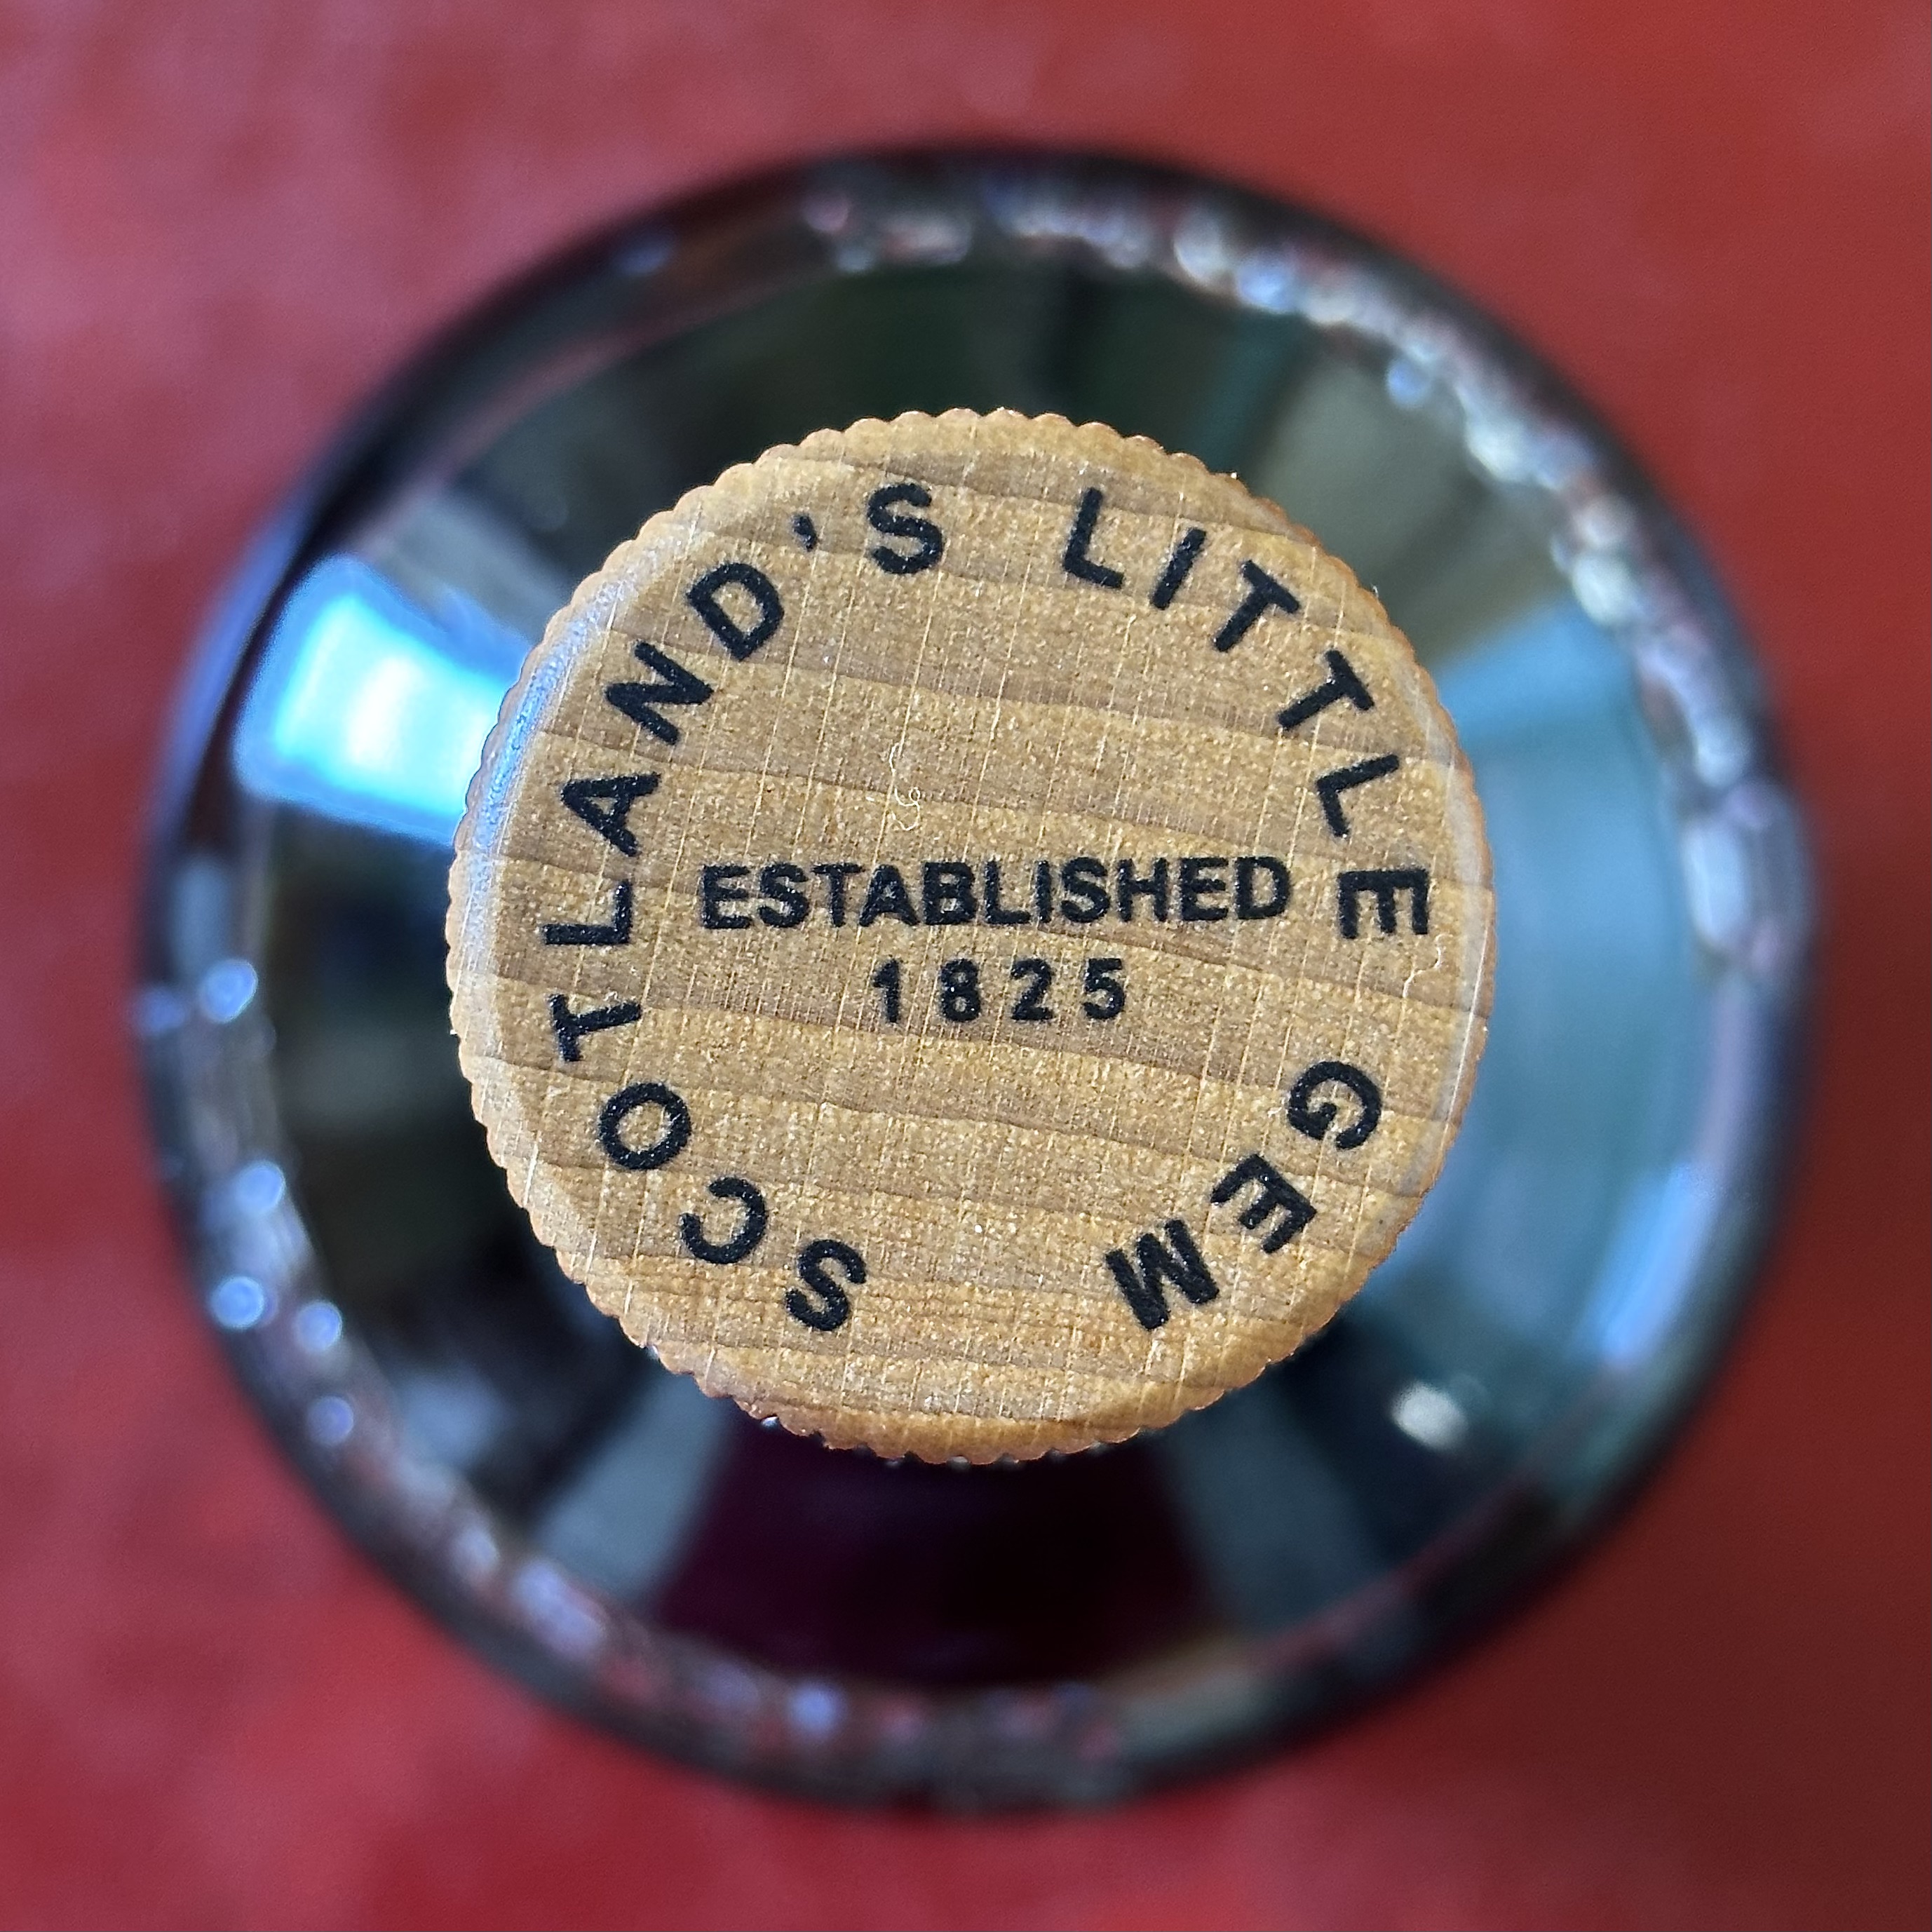 SCOTLAND'S LITTLE GEM
ESTABLISHED
1825